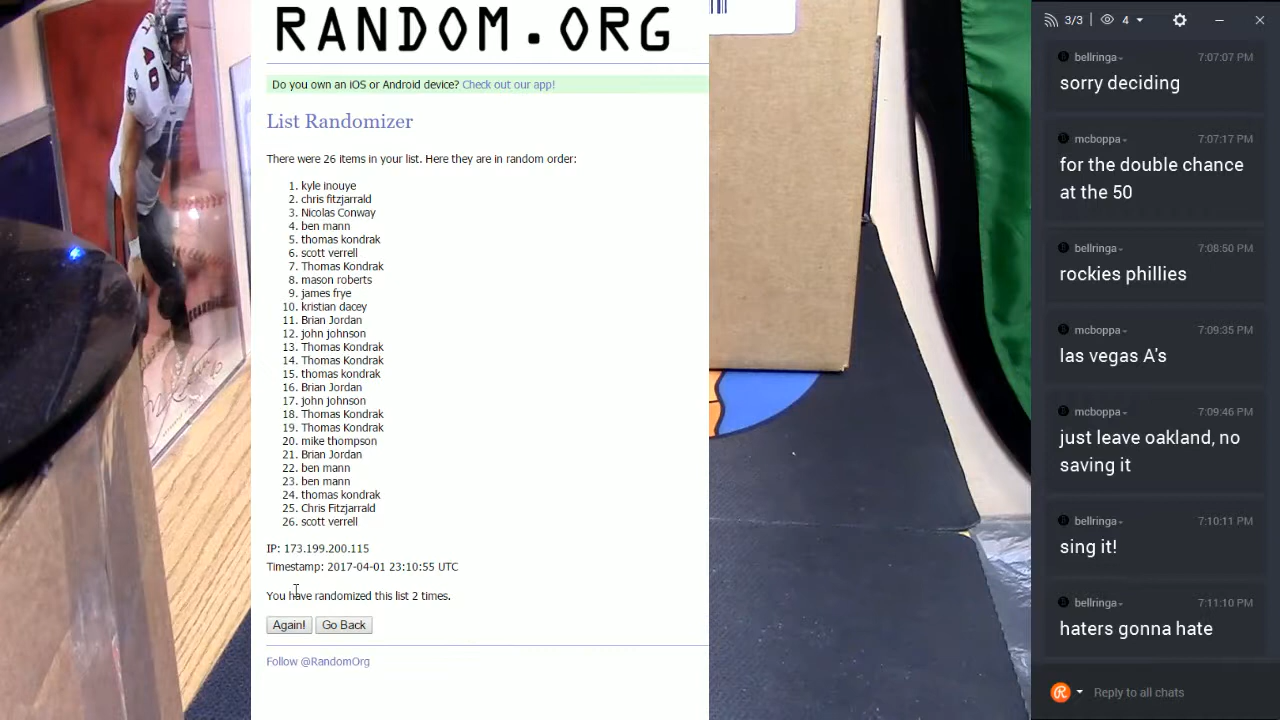 RANDOM.ORG
Do you own an iOS or Android device? Check out our app!
List Randomizer
There were 26 items in your list. Here they are in random order:
1. kyle inouye
2. chris fitzjarrald
3. Nicolas Conway
4. ben mann
5. thomas kondrak
6. scott verrell
7. Thomas Kondrak
8. mason roberts
9. james frye
10. kristian dacey
11. Brian Jordan
12. john johnson
13. Thomas Kondrak
14. Thomas Kondrak
15. thomas kondrak
16. Brian Jordan
17. john johnson
18. Thomas Kondrak
19. Thomas Kondrak
20. mike thompson
21. Brian Jordan
22. ben mann
23. ben mann
24. thomas kondrak
25. Chris Fitzjarrald
26. scott verrell
IP: 173.199.200.115
Timestamp: 2017-04-01 23:10:55 UTC
You have randomized this list 2 times.
Again! Go Back
Follow @RandomOrg
3/3 4
bellringa 7:07:07 PM
sorry deciding
mcboppa 7:07:17 PM
for the double chance
at the 50
bellringa 7:08:50 PM
rockies phillies
mcboppa 7:09:35 PM
las vegas A's
mcboppa 7:09:46 PM
just leave oakland, no
saving it
bellringa 7:10:11 PM
sing it!
bellringa 7:11:10 PM
haters gonna hate
Reply to all chats